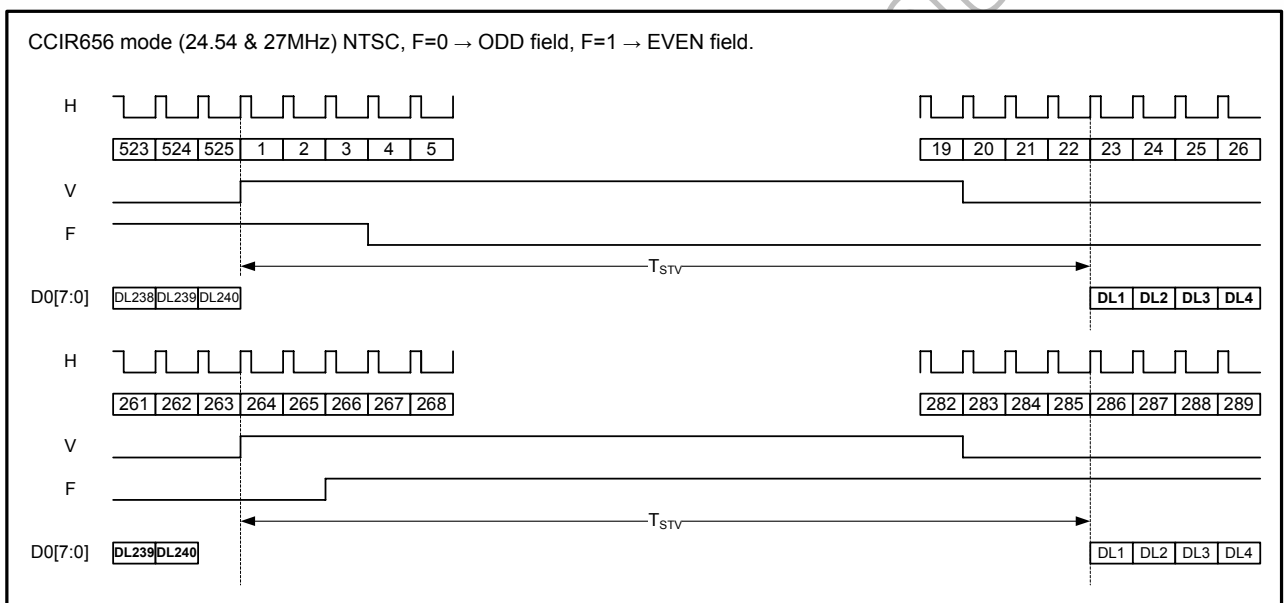 CCIR656 mode (24.54 & 27MHz) NTSC, F=0 → ODD field, F=1 → EVEN field.
H
523 524 525 1 2 3 4 5 19 20 21 22 23 24 25 26
V
F
TSTV
D0[7:0] DL238 DL239 DL240 DL1 DL2 DL3 DL4
H
261 262 263 264 265 266 267 268 282 283 284 285 286 287 288 289
V
F
TSTV
D0[7:0] DL239 DL240 DL1 DL2 DL3 DL4